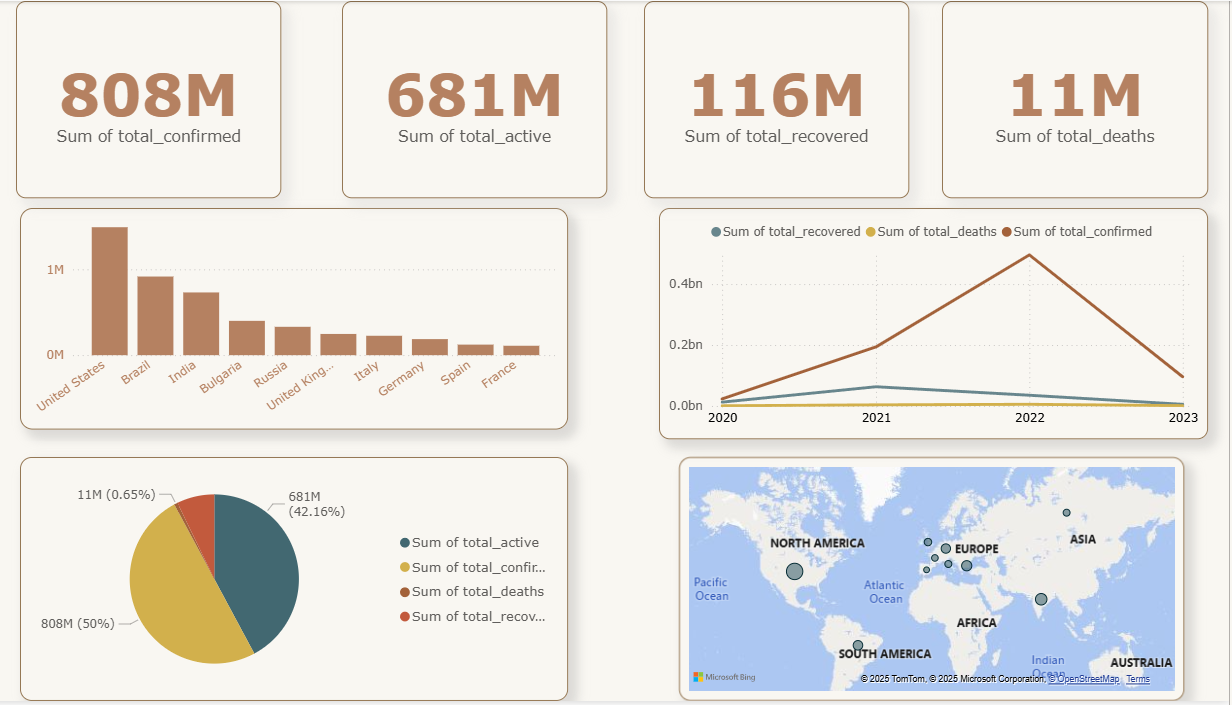 808M
Sum of total_confirmed
681M
Sum of total_active
116M
Sum of total_recovered
11M
Sum of total_deaths
1M
0M
United States
Brazil
India
Bulgaria
Russia
United King...
Italy
Germany
Spain
France
Sum of total_recovered Sum of total_deaths Sum of total_confirmed
0.4bn
0.2bn
0.0bn
2020 2021 2022 2023
11M (0.65%)
681M
(42.16%)
808M (50%)
Sum of total_active
Sum of total_confir...
Sum of total_deaths
Sum of total_recov...
NORTH AMERICA
EUROPE
ASIA
Pacific
Ocean
Atlantic
Ocean
AFRICA
SOUTH AMERICA
Indian
Ocean
AUSTRALIA
Microsoft Bing
© 2025 TomTom, © 2025 Microsoft Corporation, © OpenStreetMap Terms